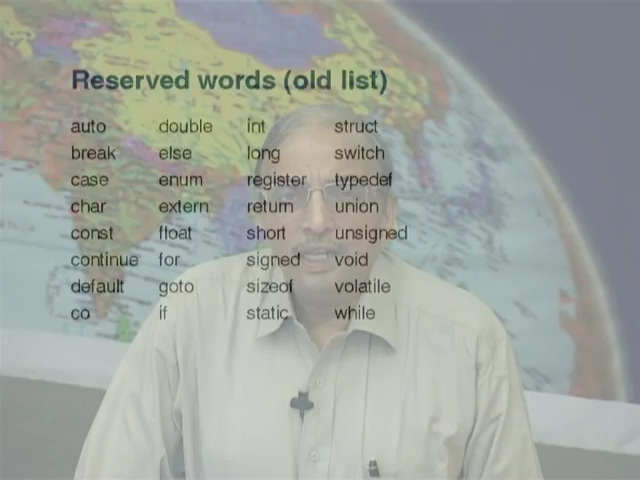 Reserved words (old list)
auto double int struct
break else long switch
case enum register typedef
char extern return union
const float short unsigned
continue for signed void
default goto sizeof volatile
co if static while